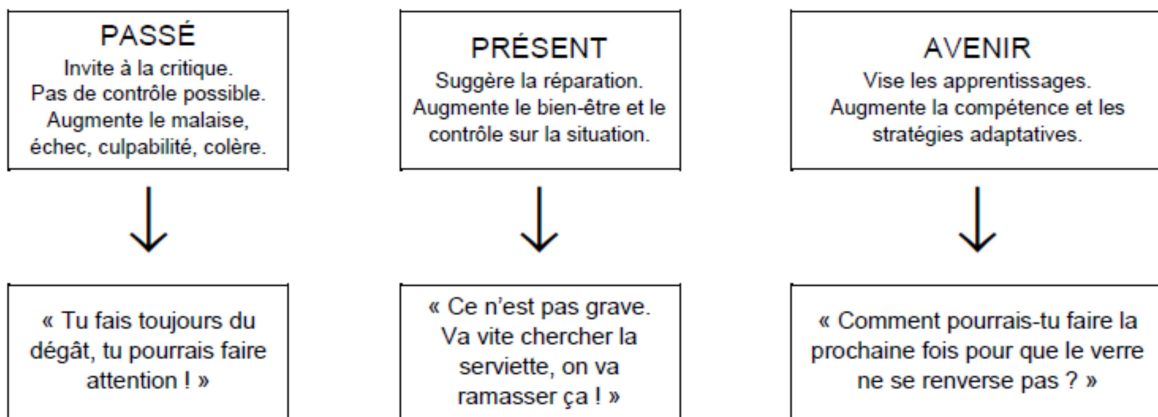 PASSÉ
Invite à la critique.
Pas de contrôle possible.
Augmente le malaise,
échec, culpabilité, colère.
PRÉSENT
Suggère la réparation.
Augmente le bien-être et le
contrôle sur la situation.
AVENIR
Vise les apprentissages.
Augmente la compétence et les
stratégies adaptatives.
« Tu fais toujours du
dégât, tu pourrais faire
attention ! »
« Ce n'est pas grave.
Va vite chercher la
serviette, on va
ramasser ça ! »
« Comment pourrais-tu faire la
prochaine fois pour que le verre
ne se renverse pas ? »